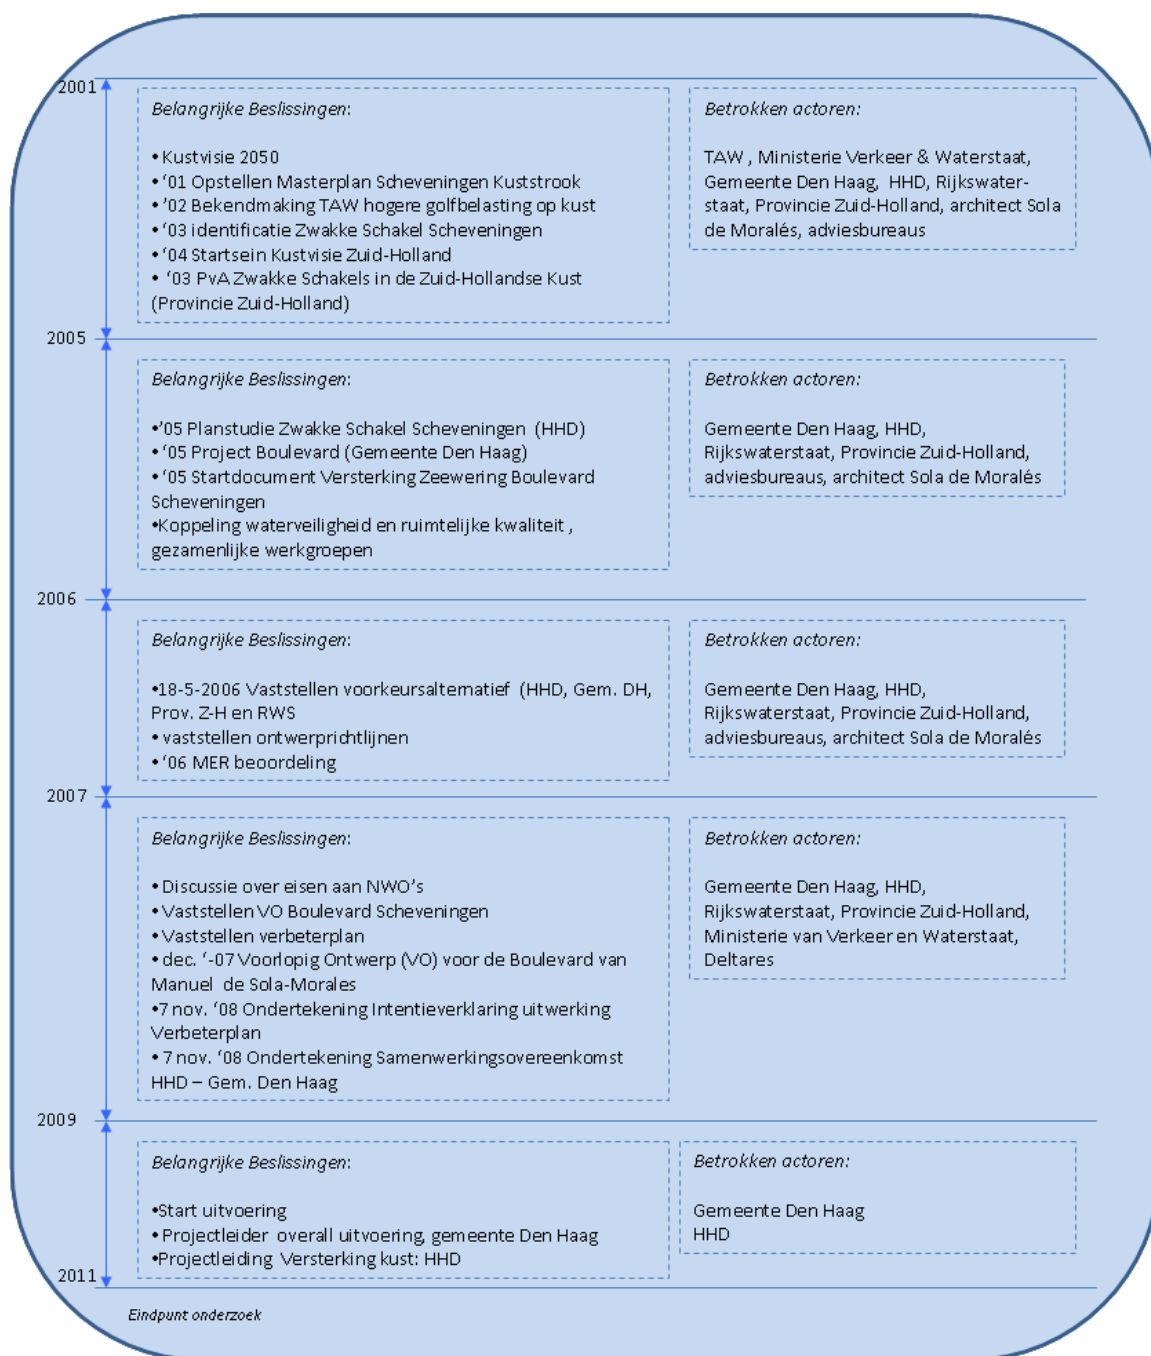 2001
Belangrijke Beslissingen:
• Kustvisie 2050
• ‘01 Opstellen Masterplan Scheveningen Kuststrook
• ’02 Bekendmaking TAW hogere golfbelasting op kust
• ‘03 identificatie Zwakke Schakel Scheveningen
• ‘04 Startsein Kustvisie Zuid-Holland
• ‘03 PvA Zwakke Schakels in de Zuid-Hollandse Kust
(Provincie Zuid-Holland)
Betrokken actoren:
TAW , Ministerie Verkeer & Waterstaat,
Gemeente Den Haag, HHD, Rijkswater-
staat, Provincie Zuid-Holland, architect Sola
de Moralés, adviesbureaus
2005
Belangrijke Beslissingen:
•’05 Planstudie Zwakke Schakel Scheveningen (HHD)
•‘05 Project Boulevard (Gemeente Den Haag)
•‘05 Startdocument Versterking Zeewering Boulevard
Scheveningen
•Koppeling waterveiligheid en ruimtelijke kwaliteit ,
gezamenlijke werkgroepen
Betrokken actoren:
Gemeente Den Haag, HHD,
Rijkswaterstaat, Provincie Zuid-Holland,
adviesbureaus, architect Sola de Moralés
2006
Belangrijke Beslissingen:
•18-5-2006 Vaststellen voorkeursalternatief (HHD, Gem. DH,
Prov. Z-H en RWS
• vaststellen ontwerprichtlijnen
• ‘06 MER beoordeling
Betrokken actoren:
Gemeente Den Haag, HHD,
Rijkswaterstaat, Provincie Zuid-Holland,
adviesbureaus, architect Sola de Moralés
2007
Belangrijke Beslissingen:
• Discussie over eisen aan NWO’s
• Vaststellen VO Boulevard Scheveningen
• Vaststellen verbeterplan
• dec. ‘-07 Voorlopig Ontwerp (VO) voor de Boulevard van
Manuel de Sola-Morales
•7 nov. ‘08 Ondertekening Intentieverklaring uitwerking
Verbeterplan
• 7 nov. ‘08 Ondertekening Samenwerkingsovereenkomst
HHD – Gem. Den Haag
Betrokken actoren:
Gemeente Den Haag, HHD,
Rijkswaterstaat, Provincie Zuid-Holland,
Ministerie van Verkeer en Waterstaat,
Deltares
2009
Belangrijke Beslissingen:
•Start uitvoering
• Projectleider overall uitvoering, gemeente Den Haag
•Projectleiding Versterking kust: HHD
Betrokken actoren:
Gemeente Den Haag
HHD
2011
Eindpunt onderzoek